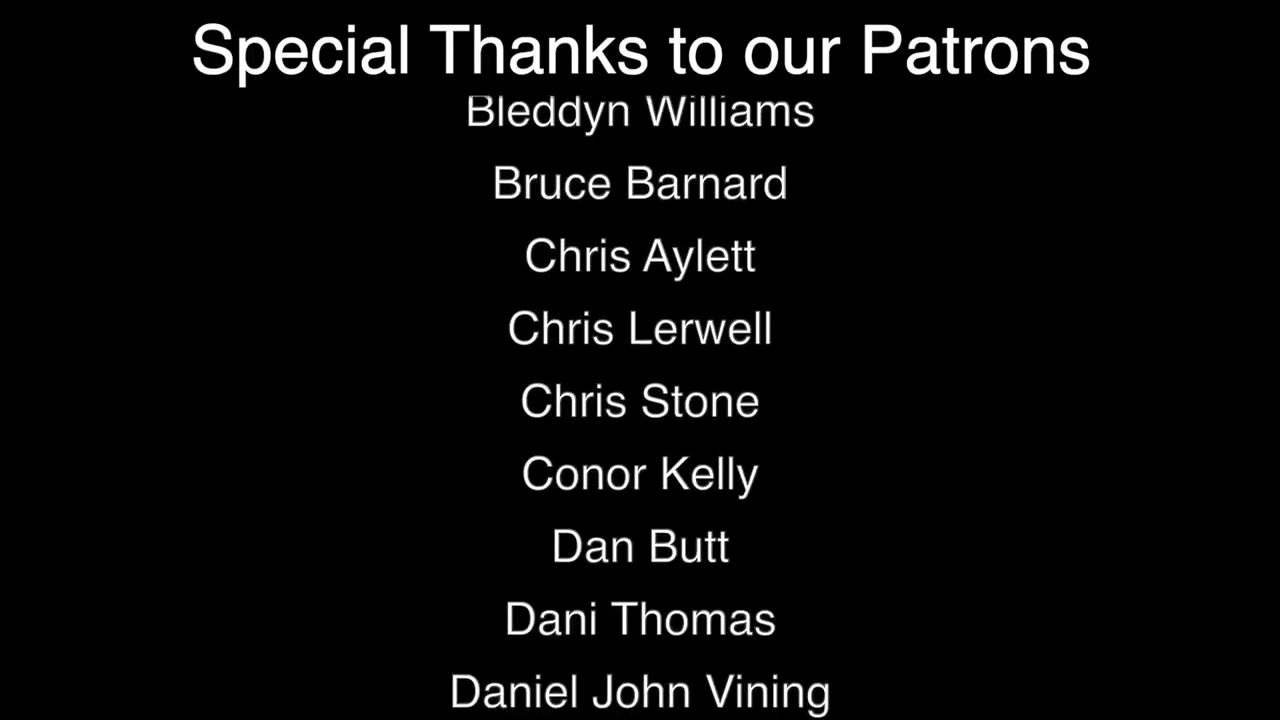 Special Thanks to our Patrons
Bleddyn Williams
Bruce Barnard
Chris Aylett
Chris Lerwell
Chris Stone
Conor Kelly
Dan Butt
Dani Thomas
Daniel John Vining